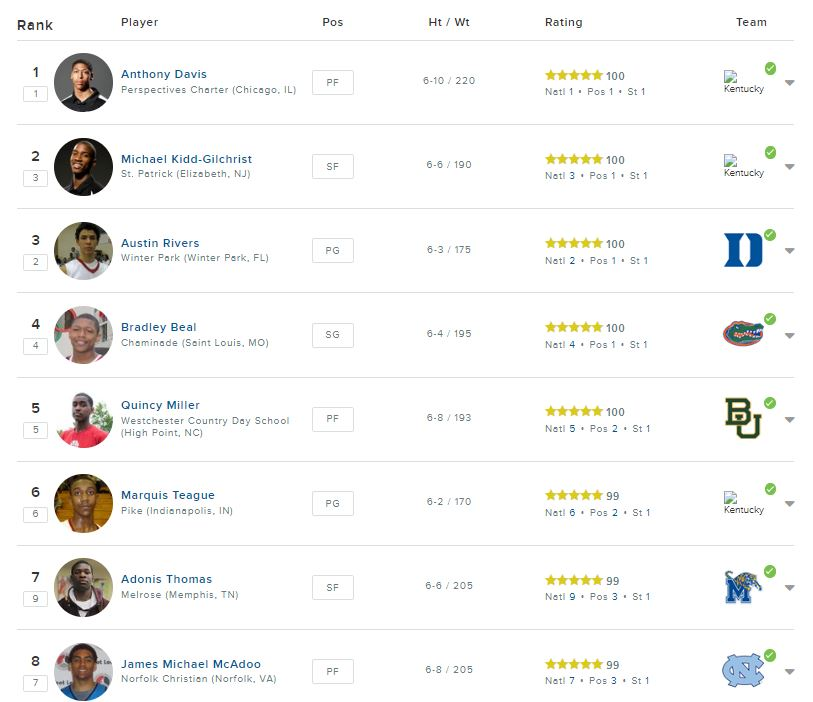 Rank Player Pos Ht / Wt Rating Team
1 Anthony Davis PF 6-10 / 220 100 Kentucky
1 Perspectives Charter (Chicago, IL) Natl 1 • Pos 1 • St 1
2 Michael Kidd-Gilchrist SF 6-6 / 190 100 Kentucky
3 St. Patrick (Elizabeth, NJ) Natl 3 • Pos 1 • St 1
3 Austin Rivers PG 6-3 / 175 100 D
2 Winter Park (Winter Park, FL) Natl 2 • Pos 1 • St 1
4 Bradley Beal SG 6-4 / 195 100
4 Chaminade (Saint Louis, MO) Natl 4 • Pos 1 • St 1
5 Quincy Miller PF 6-8 / 193 100 BU
5 Westchester Country Day School Natl 5 • Pos 2 • St 1
(High Point, NC)
6 Marquis Teague PG 6-2 / 170 99 Kentucky
6 Pike (Indianapolis, IN) Natl 6 • Pos 2 • St 1
7 Adonis Thomas SF 6-6 / 205 99 M
9 Melrose (Memphis, TN) Natl 9 • Pos 3 • St 1
8 James Michael McAdoo PF 6-8 / 205 99 NC
7 Norfolk Christian (Norfolk, VA) Natl 7 • Pos 3 • St 1